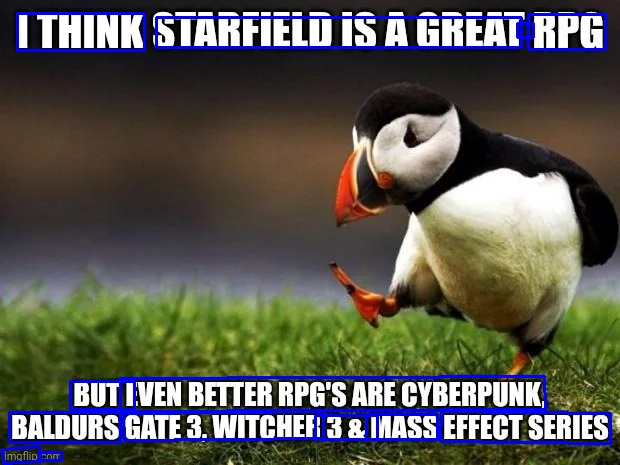 I THINK STARFIELD IS A GREAT RPG
BUT EVEN BETTER RPG'S ARE CYBERPUNK,
BALDURS GATE 3, WITCHER 3 & MASS EFFECT SERIES
imgflip.com